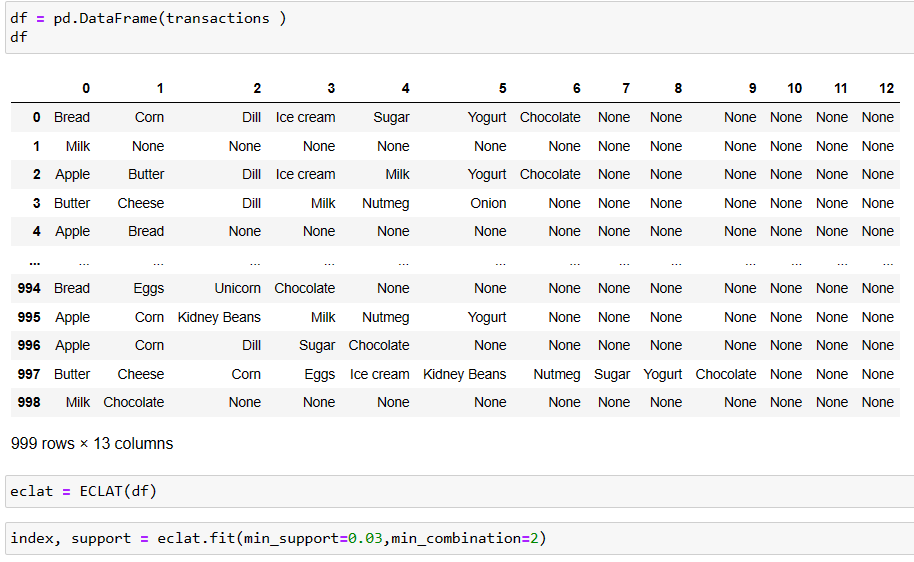 df = pd.DataFrame(transactions )
df
0 1 2 3 4 5 6 7 8 9 10 11 12
0 Bread Corn Dill Ice cream Sugar Yogurt Chocolate None None None None None None
1 Milk None None None None None None None None None None None None
2 Apple Butter Dill Ice cream Milk Yogurt Chocolate None None None None None None
3 Butter Cheese Dill Milk Nutmeg Onion None None None None None None None
4 Apple Bread None None None None None None None None None None None
... ... ... ... ... ... ... ... ... ... ... ... ... ...
994 Bread Eggs Unicorn Chocolate None None None None None None None None None
995 Apple Corn Kidney Beans Milk Nutmeg Yogurt None None None None None None None
996 Apple Corn Dill Sugar Chocolate None None None None None None None None
997 Butter Cheese Corn Eggs Ice cream Kidney Beans Nutmeg Sugar Yogurt Chocolate None None None
998 Milk Chocolate None None None None None None None None None None None
999 rows × 13 columns
eclat = ECLAT(df)
index, support = eclat.fit(min_support=0.03,min_combination=2)